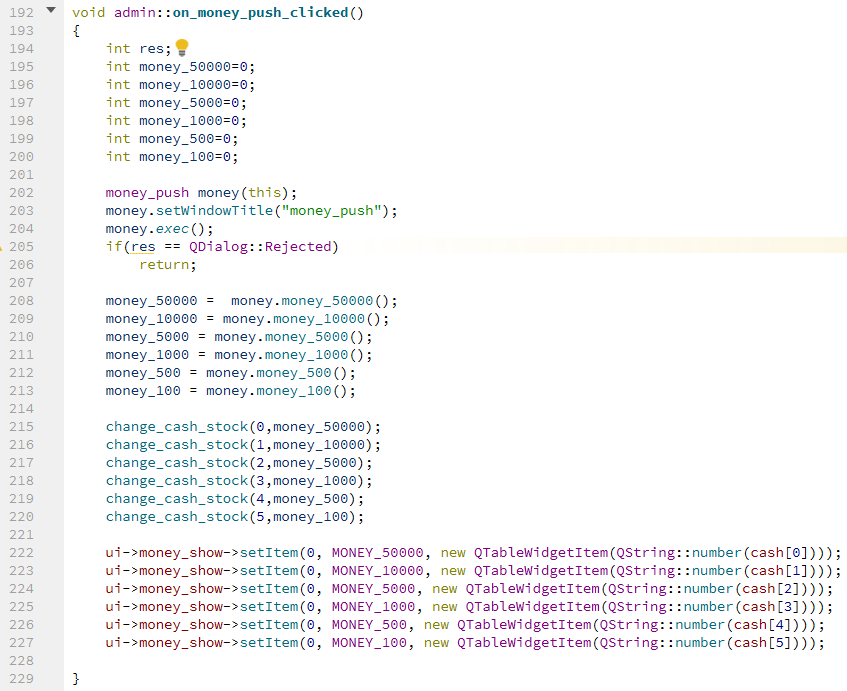 192 void admin::on_money_push_clicked()
193 {
194     int res;
195     int money_50000=0;
196     int money_10000=0;
197     int money_5000=0;
198     int money_1000=0;
199     int money_500=0;
200     int money_100=0;
201
202     money_push money(this);
203     money.setWindowTitle("money_push");
204     money.exec();
205     if(res == QDialog::Rejected)
206         return;
207
208     money_50000 =  money.money_50000();
209     money_10000 = money.money_10000();
210     money_5000 = money.money_5000();
211     money_1000 = money.money_1000();
212     money_500 = money.money_500();
213     money_100 = money.money_100();
214
215     change_cash_stock(0,money_50000);
216     change_cash_stock(1,money_10000);
217     change_cash_stock(2,money_5000);
218     change_cash_stock(3,money_1000);
219     change_cash_stock(4,money_500);
220     change_cash_stock(5,money_100);
221
222     ui->money_show->setItem(0, MONEY_50000, new QTableWidgetItem(QString::number(cash[0])));
223     ui->money_show->setItem(0, MONEY_10000, new QTableWidgetItem(QString::number(cash[1])));
224     ui->money_show->setItem(0, MONEY_5000, new QTableWidgetItem(QString::number(cash[2])));
225     ui->money_show->setItem(0, MONEY_1000, new QTableWidgetItem(QString::number(cash[3])));
226     ui->money_show->setItem(0, MONEY_500, new QTableWidgetItem(QString::number(cash[4])));
227     ui->money_show->setItem(0, MONEY_100, new QTableWidgetItem(QString::number(cash[5])));
228
229 }